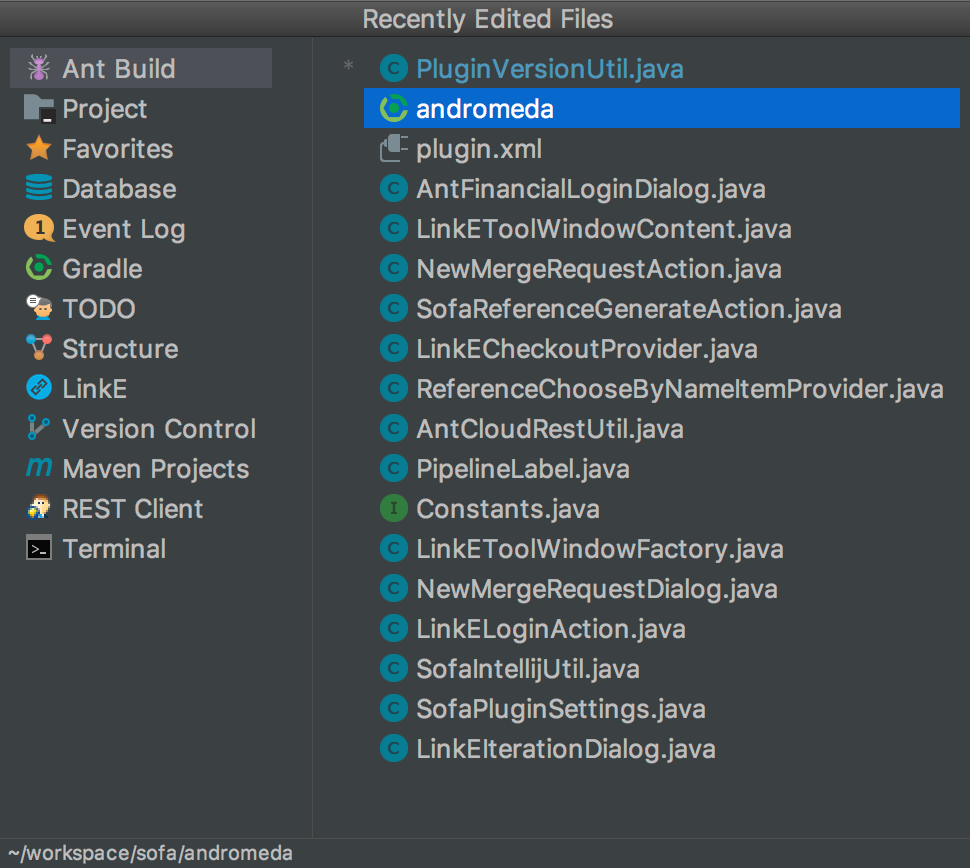 Recently Edited Files
Ant Build
Project
Favorites
Database
1 Event Log
Gradle
TODO
Structure
LinkE
Version Control
m Maven Projects
REST Client
>_ Terminal
* C PluginVersionUtil.java
andromeda
plugin.xml
C AntFinancialLoginDialog.java
C LinkEToolWindowContent.java
C NewMergeRequestAction.java
C SofaReferenceGenerateAction.java
C LinkECheckoutProvider.java
C ReferenceChooseByNameItemProvider.java
C AntCloudRestUtil.java
C PipelineLabel.java
I Constants.java
C LinkEToolWindowFactory.java
C NewMergeRequestDialog.java
C LinkELoginAction.java
C SofaIntellijUtil.java
C SofaPluginSettings.java
C LinkEIterationDialog.java
~/workspace/sofa/andromeda